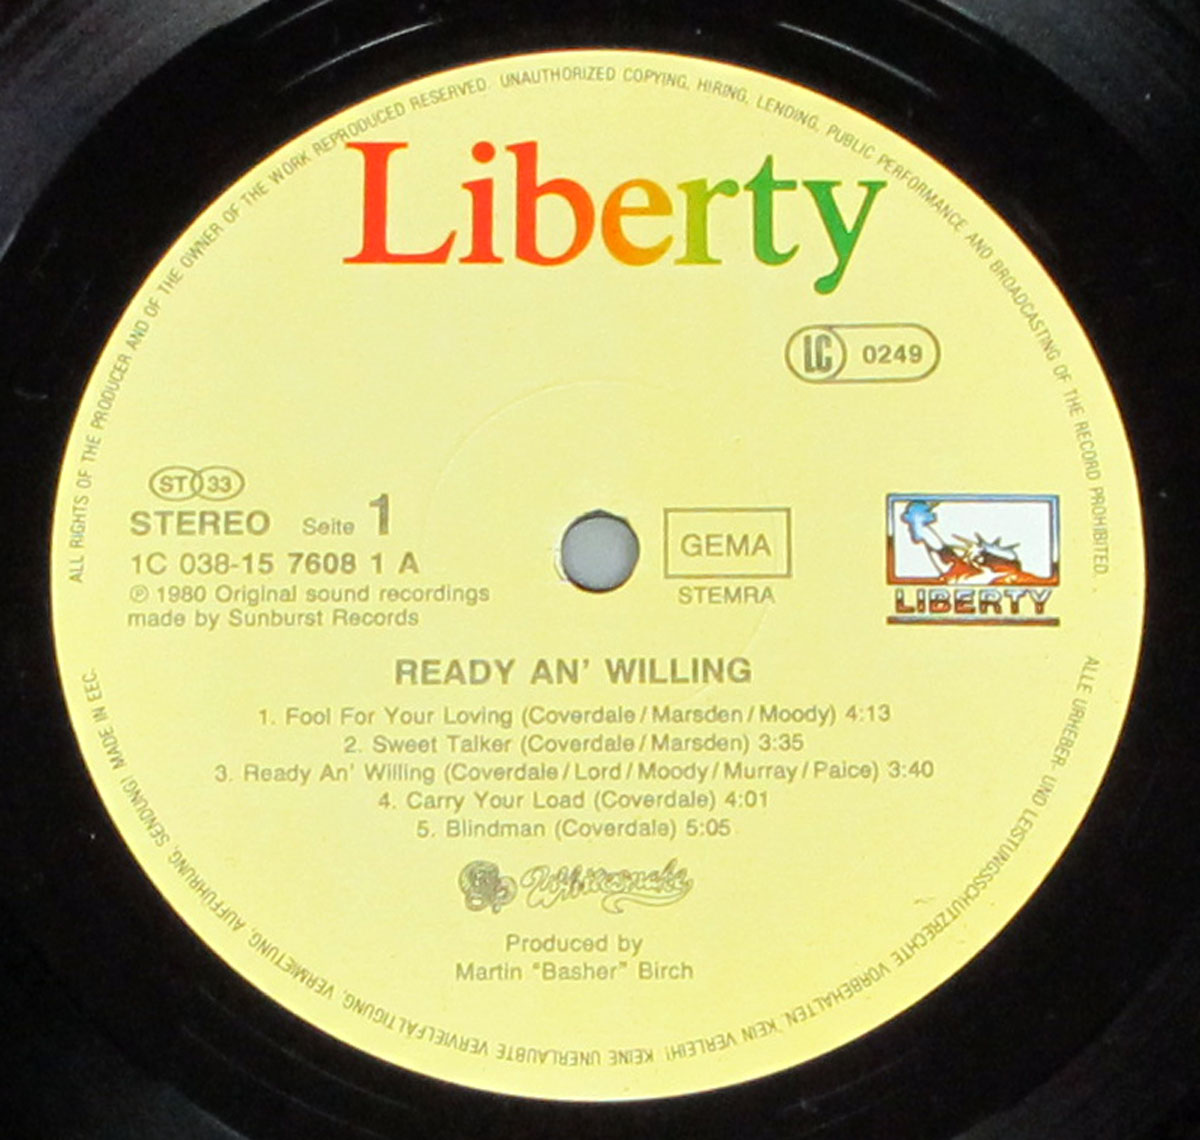 ALL RIGHTS OF THE PRODUCER AND OF THE OWNER OF THE WORK REPRODUCED RESERVED. UNAUTHORIZED COPYING, HIRING, LENDING, PUBLIC PERFORMANCE AND BROADCASTING OF THE RECORD PROHIBITED.
Liberty
LC 0249
ST 33
STEREO Seite 1
1C 038-15 7608 1 A
℗ 1980 Original sound recordings
made by Sunburst Records
GEMA
STEMRA
LIBERTY
READY AN' WILLING
1. Fool For Your Loving (Coverdale/Marsden/Moody) 4:13
2. Sweet Talker (Coverdale/Marsden) 3:35
3. Ready An' Willing (Coverdale/Lord/Moody/Murray/Paice) 3:40
4. Carry Your Load (Coverdale) 4:01
5. Blindman (Coverdale) 5:05
Whitesnake
Produced by
Martin "Basher" Birch
ALLE URHEBER- UND LEISTUNGSSCHUTZRECHTE VORBEHALTEN. KEIN VERLEIH! KEINE UNERLAUBTE VERVIELFÄLTIGUNG, VERMIETUNG, AUFFÜHRUNG, SENDUNG! MADE IN EEC.